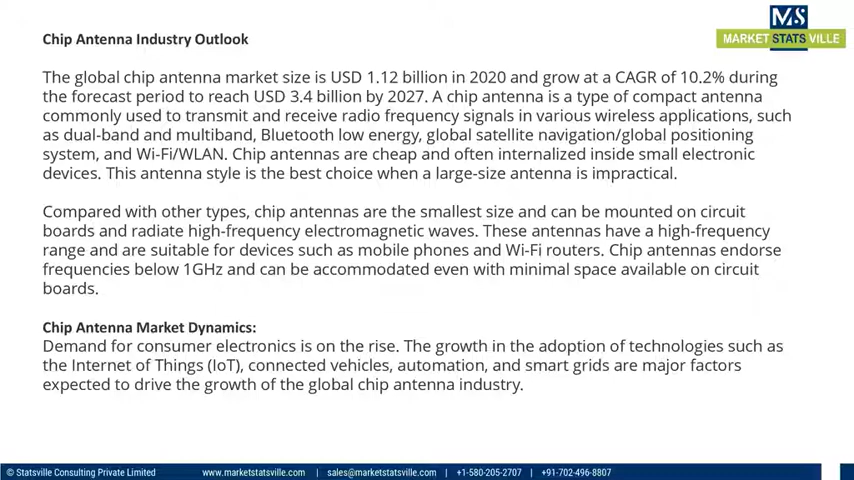 MS
MARKET STATS VILLE
Chip Antenna Industry Outlook
The global chip antenna market size is USD 1.12 billion in 2020 and grow at a CAGR of 10.2% during
the forecast period to reach USD 3.4 billion by 2027. A chip antenna is a type of compact antenna
commonly used to transmit and receive radio frequency signals in various wireless applications, such
as dual-band and multiband, Bluetooth low energy, global satellite navigation/global positioning
system, and Wi-Fi/WLAN. Chip antennas are cheap and often internalized inside small electronic
devices. This antenna style is the best choice when a large-size antenna is impractical.
Compared with other types, chip antennas are the smallest size and can be mounted on circuit
boards and radiate high-frequency electromagnetic waves. These antennas have a high-frequency
range and are suitable for devices such as mobile phones and Wi-Fi routers. Chip antennas endorse
frequencies below 1GHz and can be accommodated even with minimal space available on circuit
boards.
Chip Antenna Market Dynamics:
Demand for consumer electronics is on the rise. The growth in the adoption of technologies such as
the Internet of Things (IoT), connected vehicles, automation, and smart grids are major factors
expected to drive the growth of the global chip antenna industry.
© Statsville Consulting Private Limited www.marketstatsville.com | sales@marketstatsville.com | +1-580-205-2707 | +91-702-496-8807